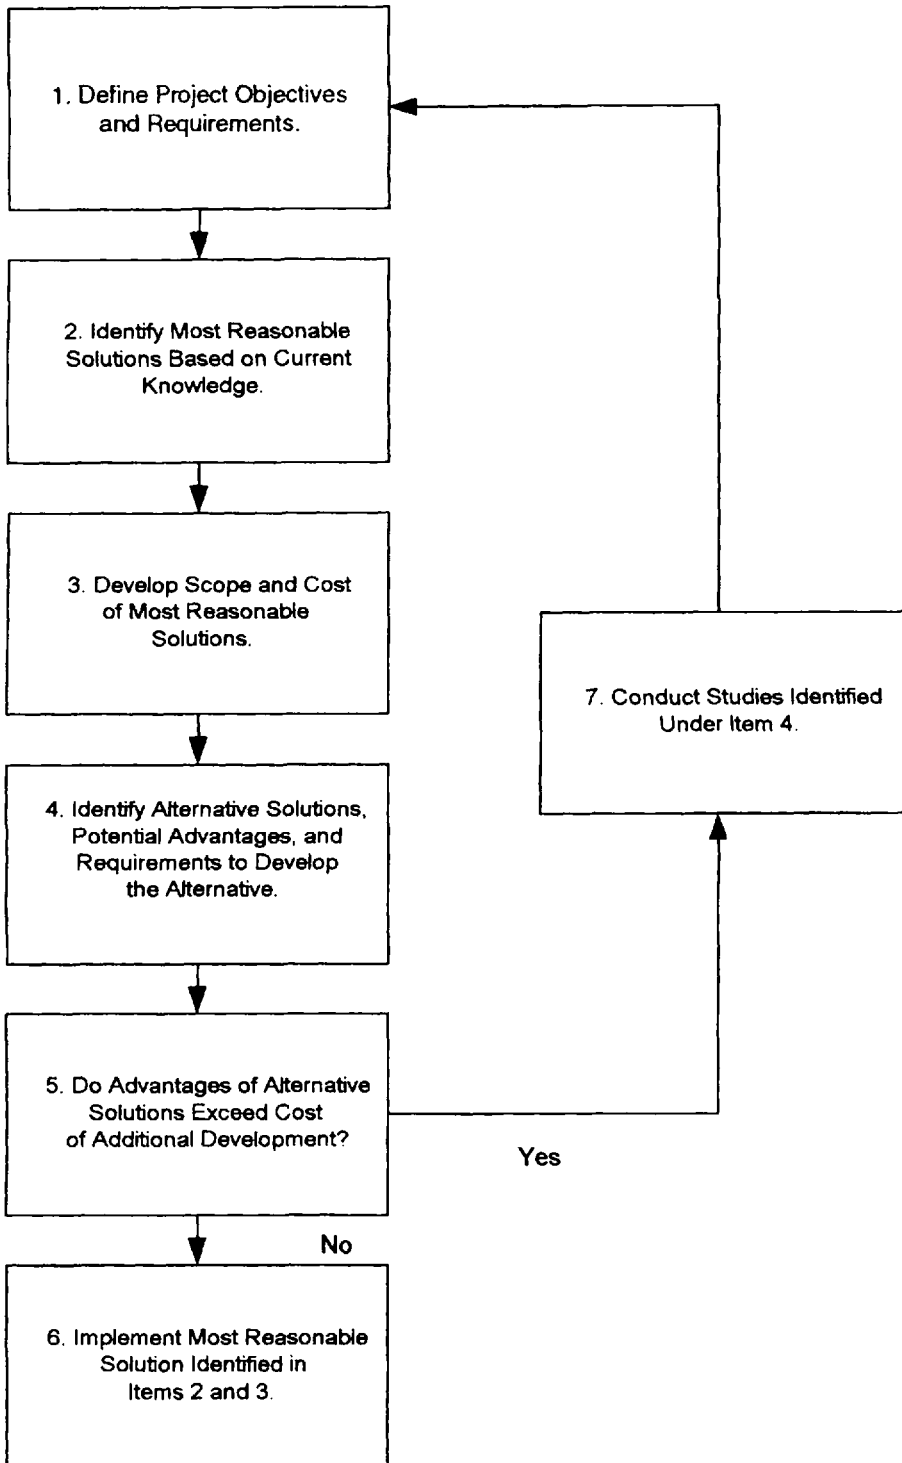 1. Define Project Objectives
and Requirements.
2. Identify Most Reasonable
Solutions Based on Current
Knowledge.
3. Develop Scope and Cost
of Most Reasonable
Solutions.
4. Identify Alternative Solutions,
Potential Advantages, and
Requirements to Develop
the Alternative.
5. Do Advantages of Alternative
Solutions Exceed Cost
of Additional Development?
Yes
No
6. Implement Most Reasonable
Solution Identified in
Items 2 and 3.
7. Conduct Studies Identified
Under Item 4.